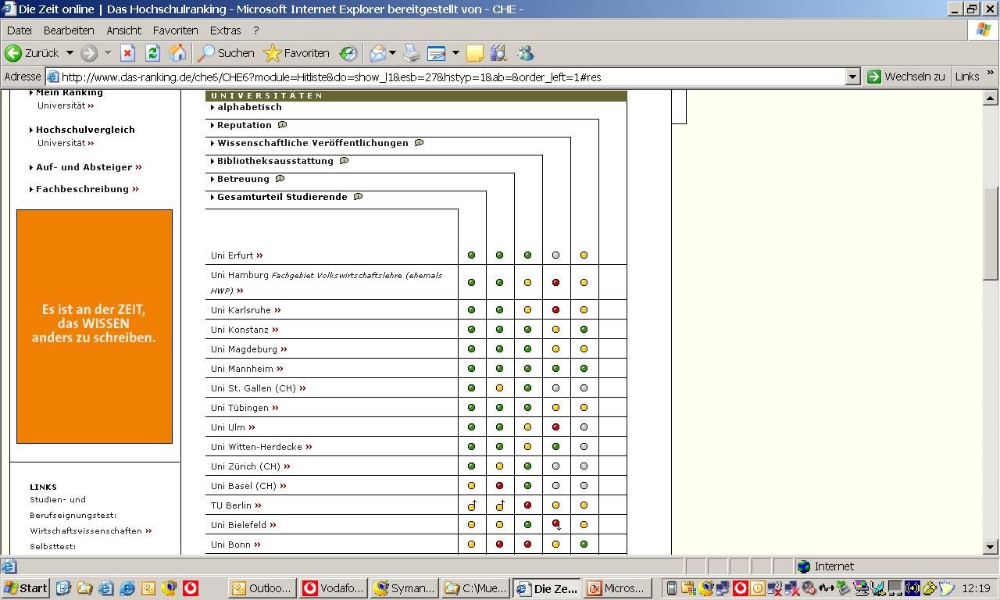 Die Zeit online | Das Hochschulranking - Microsoft Internet Explorer bereitgestellt von - CHE -
Datei Bearbeiten Ansicht Favoriten Extras ?
Zurück Suchen Favoriten
Adresse http://www.das-ranking.de/che6/CHE6?module=Hitliste&do=show_l1&esb=27&hstyp=1&ab=&order_left=1#res Wechseln zu Links »
Mein Ranking
Universität »
Hochschulvergleich
Universität »
Auf- und Absteiger »
Fachbeschreibung »
Es ist an der ZEIT,
das WISSEN
anders zu schreiben.
LINKS
Studien- und
Berufseignungstest:
Wirtschaftswissenschaften »
Selbsttest:
UNIVERSITÄTEN
alphabetisch
Reputation
Wissenschaftliche Veröffentlichungen
Bibliotheksausstattung
Betreuung
Gesamturteil Studierende
Uni Erfurt »
Uni Hamburg Fachgebiet Volkswirtschaftslehre (ehemals
HWP) »
Uni Karlsruhe »
Uni Konstanz »
Uni Magdeburg »
Uni Mannheim »
Uni St. Gallen (CH) »
Uni Tübingen »
Uni Ulm »
Uni Witten-Herdecke »
Uni Zürich (CH) »
Uni Basel (CH) »
TU Berlin »
Uni Bielefeld »
Uni Bonn »
Internet
Start Outloo... Vodafo... Syman... C:\Mue... Die Ze... Micros... 12:19